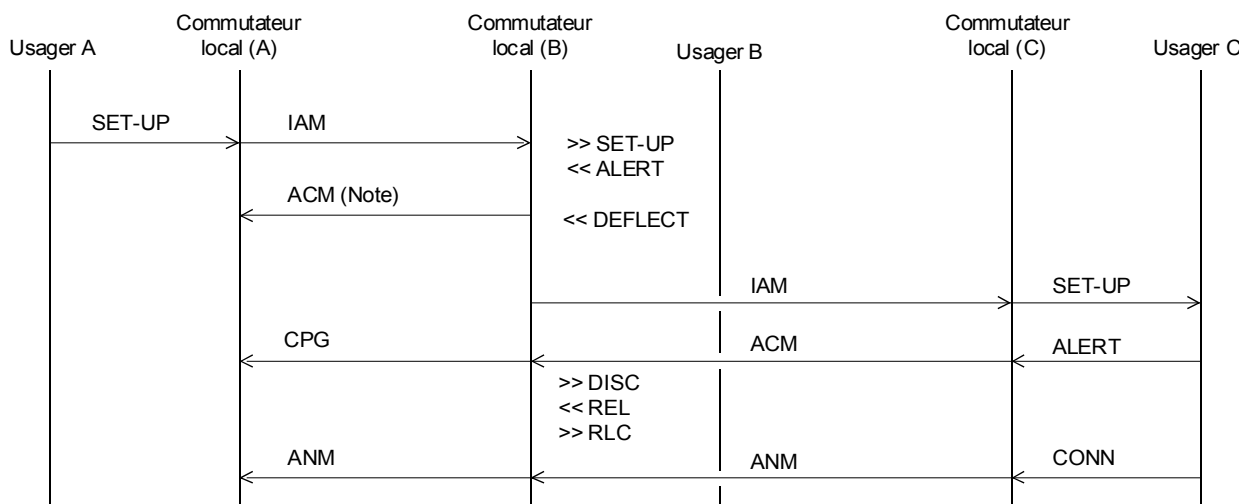 Commutateur
local (A)
Commutateur
local (B)
Commutateur
local (C)
Usager A
Usager B
Usager C
SET-UP
IAM
>> SET-UP
<< ALERT
ACM (Note)
<< DEFLECT
IAM
SET-UP
CPG
ACM
ALERT
>> DISC
<< REL
>> RLC
ANM
ANM
CONN